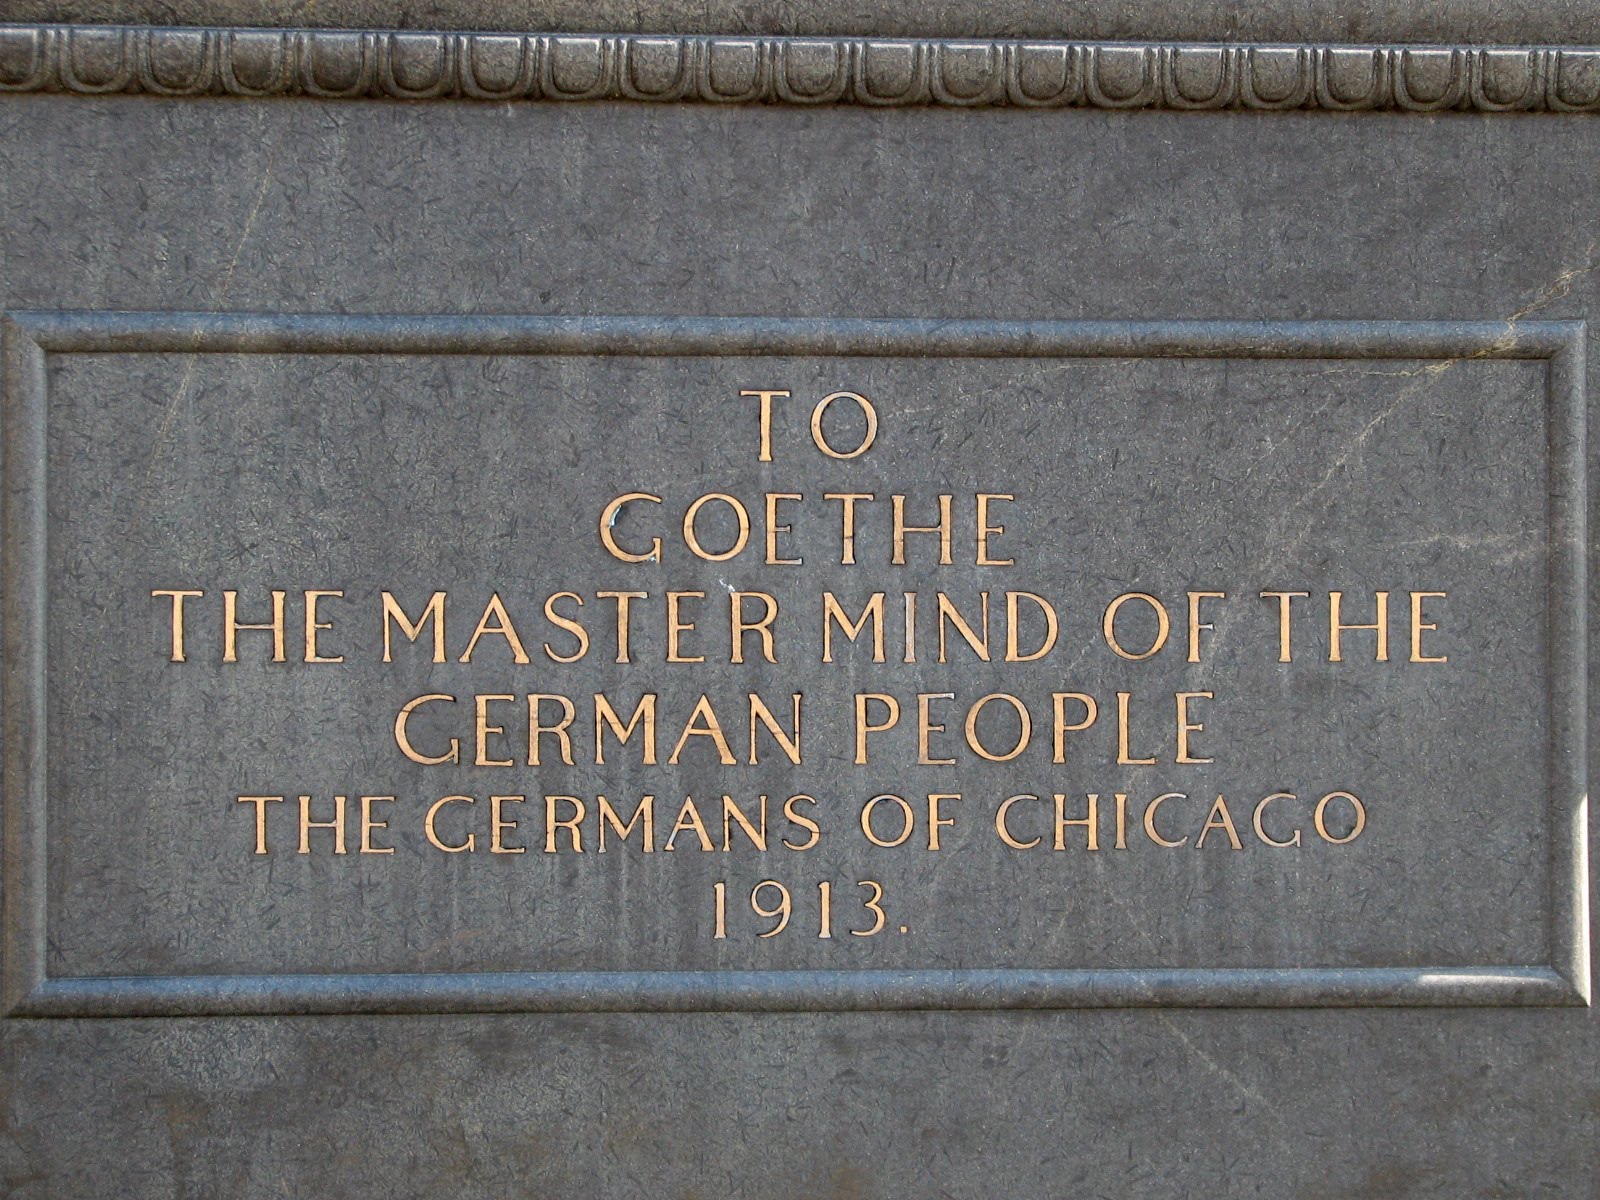 TO
GOETHE
THE MASTER MIND OF THE
GERMAN PEOPLE
THE GERMANS OF CHICAGO
1913.